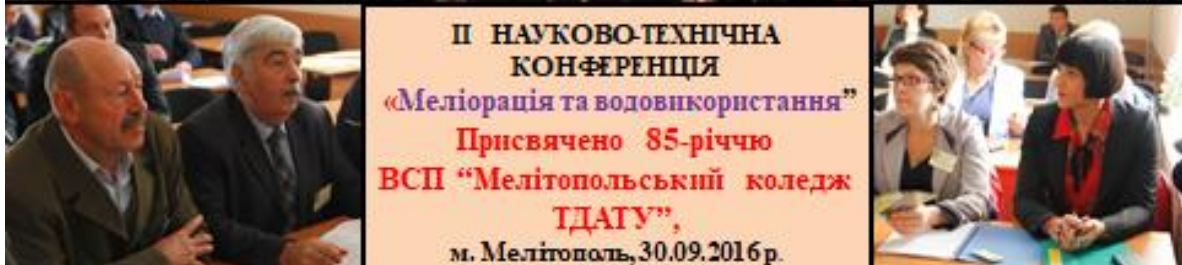 ІІ НАУКОВО-ТЕХНІЧНА
КОНФЕРЕНЦІЯ
«Меліорація та водовикористання”
Присвячено 85-річчю
ВСП “Мелітопольський коледж
ТДАТУ”,
м. Мелітополь, 30.09.2016 р.